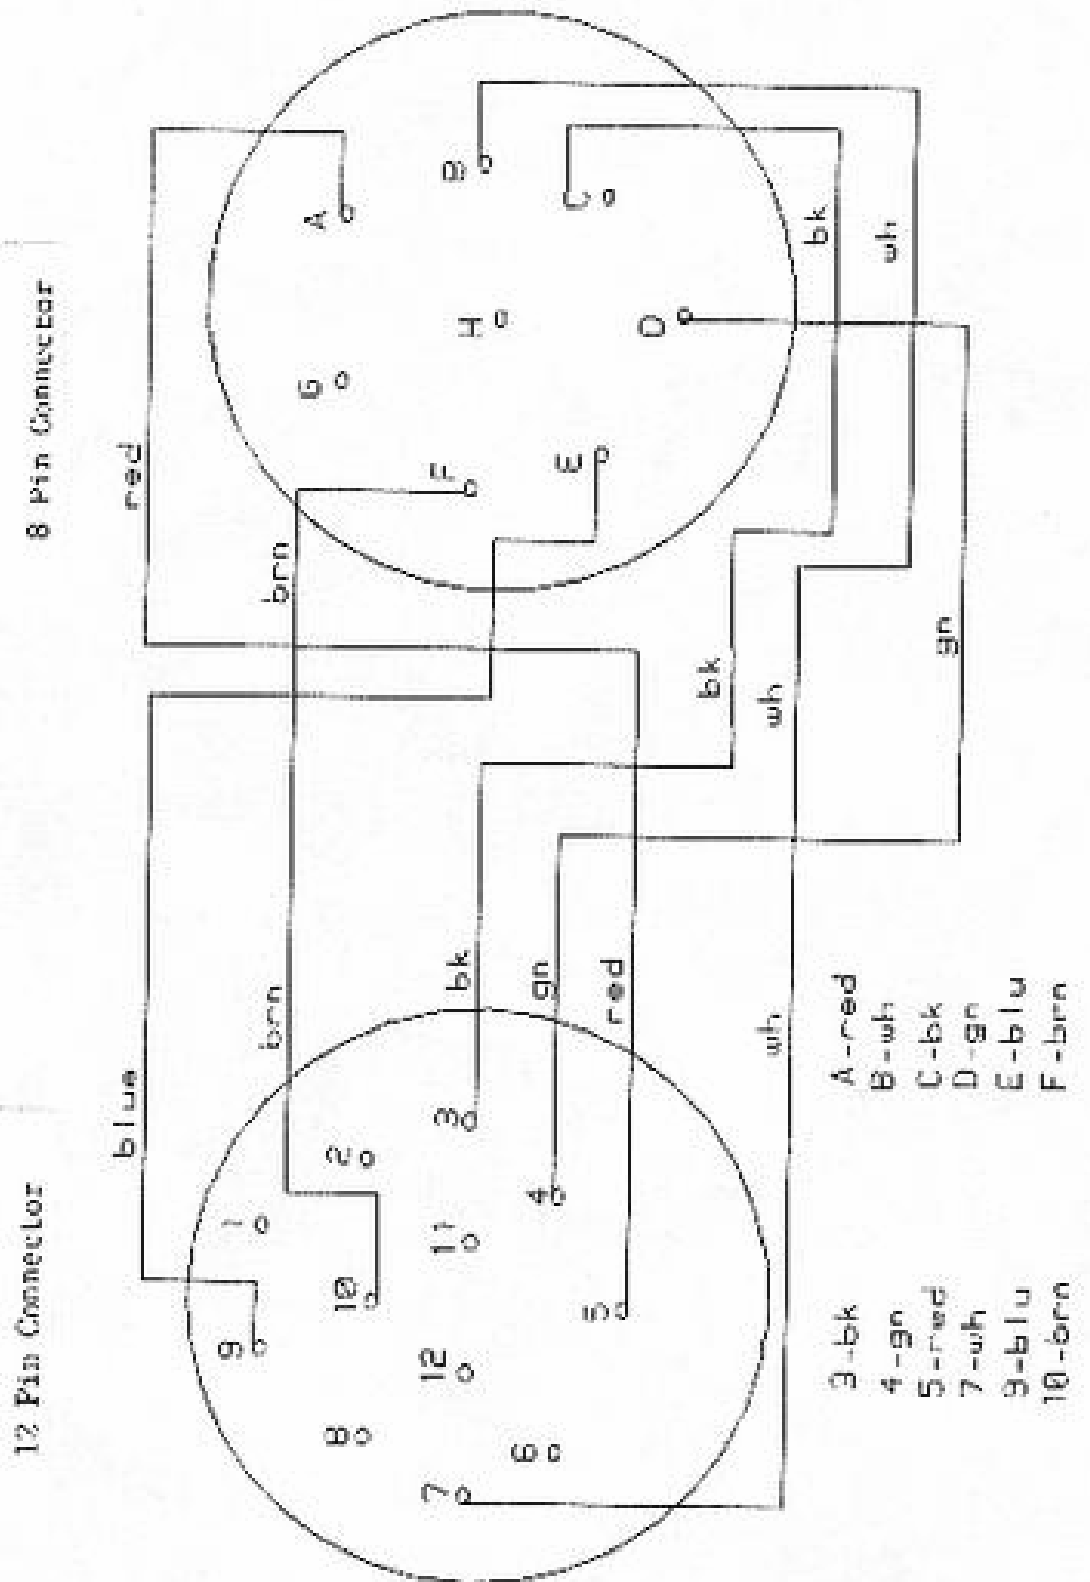 12 Pin Connector
8 Pin Connector
blue
red
brn
brn
9
1
10
2
8
12
11
3
7
6
4
5
bk
gn
red
wh
A
B
C
D
E
F
G
H
bk
wh
bk
wh
gn
3-bk
4-gn
5-red
7-wh
9-blu
10-brn
A-red
B-wh
C-bk
D-gn
E-blu
F-brn